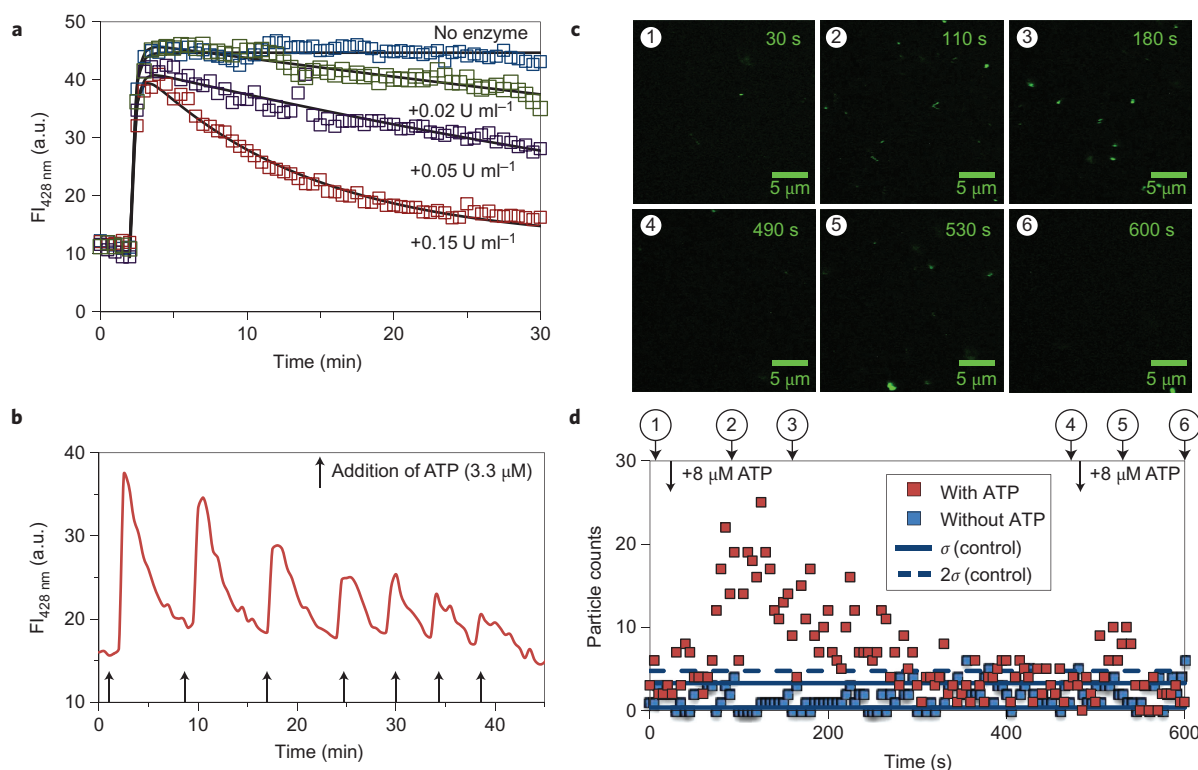 a
50
40
30
20
10
0
FI428 nm (a.u.)
No enzyme
+0.02 U ml−1
+0.05 U ml−1
+0.15 U ml−1
0 10 20 30
Time (min)
b
40
30
20
10
FI428 nm (a.u.)
Addition of ATP (3.3 μM)
0 10 20 30 40
Time (min)
c
1 30 s
5 μm
2 110 s
5 μm
3 180 s
5 μm
4 490 s
5 μm
5 530 s
5 μm
6 600 s
5 μm
d
1 2 3 4 5 6
30
20
10
0
Particle counts
+8 μM ATP
+8 μM ATP
With ATP
Without ATP
σ (control)
2σ (control)
0 200 400 600
Time (s)